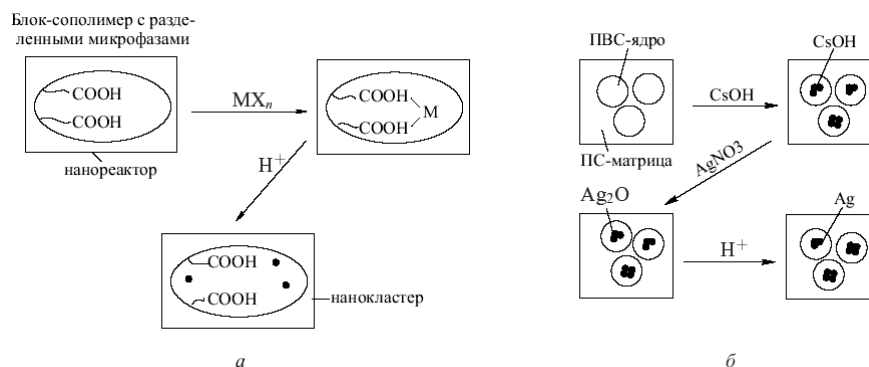 Блок-сополимер с разде-
ленными микрофазами
COOH
COOH
нанореактор
MXₙ
COOH
COOH
M
H⁺
COOH
COOH
нанокластер
а
ПВС-ядро
ПС-матрица
CsOH
CsOH
AgNO3
Ag₂O
H⁺
Ag
б